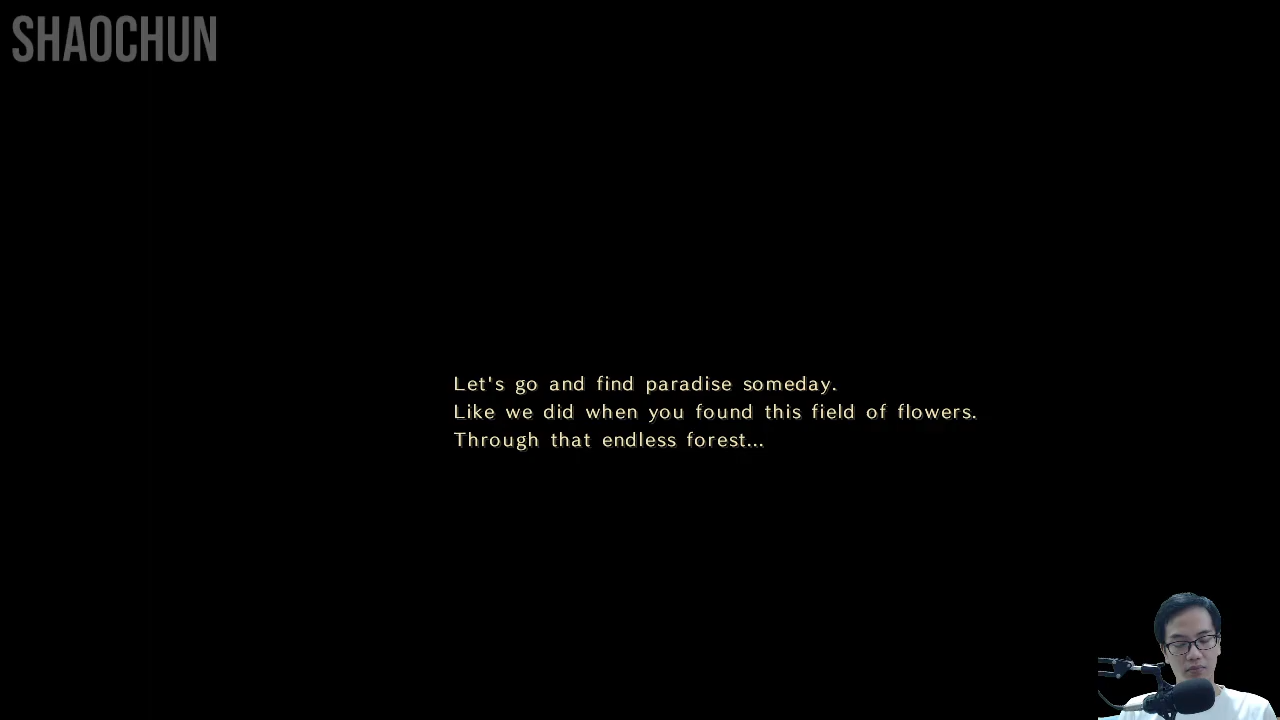 SHAOCHUN
Let's go and find paradise someday.
Like we did when you found this field of flowers.
Through that endless forest...